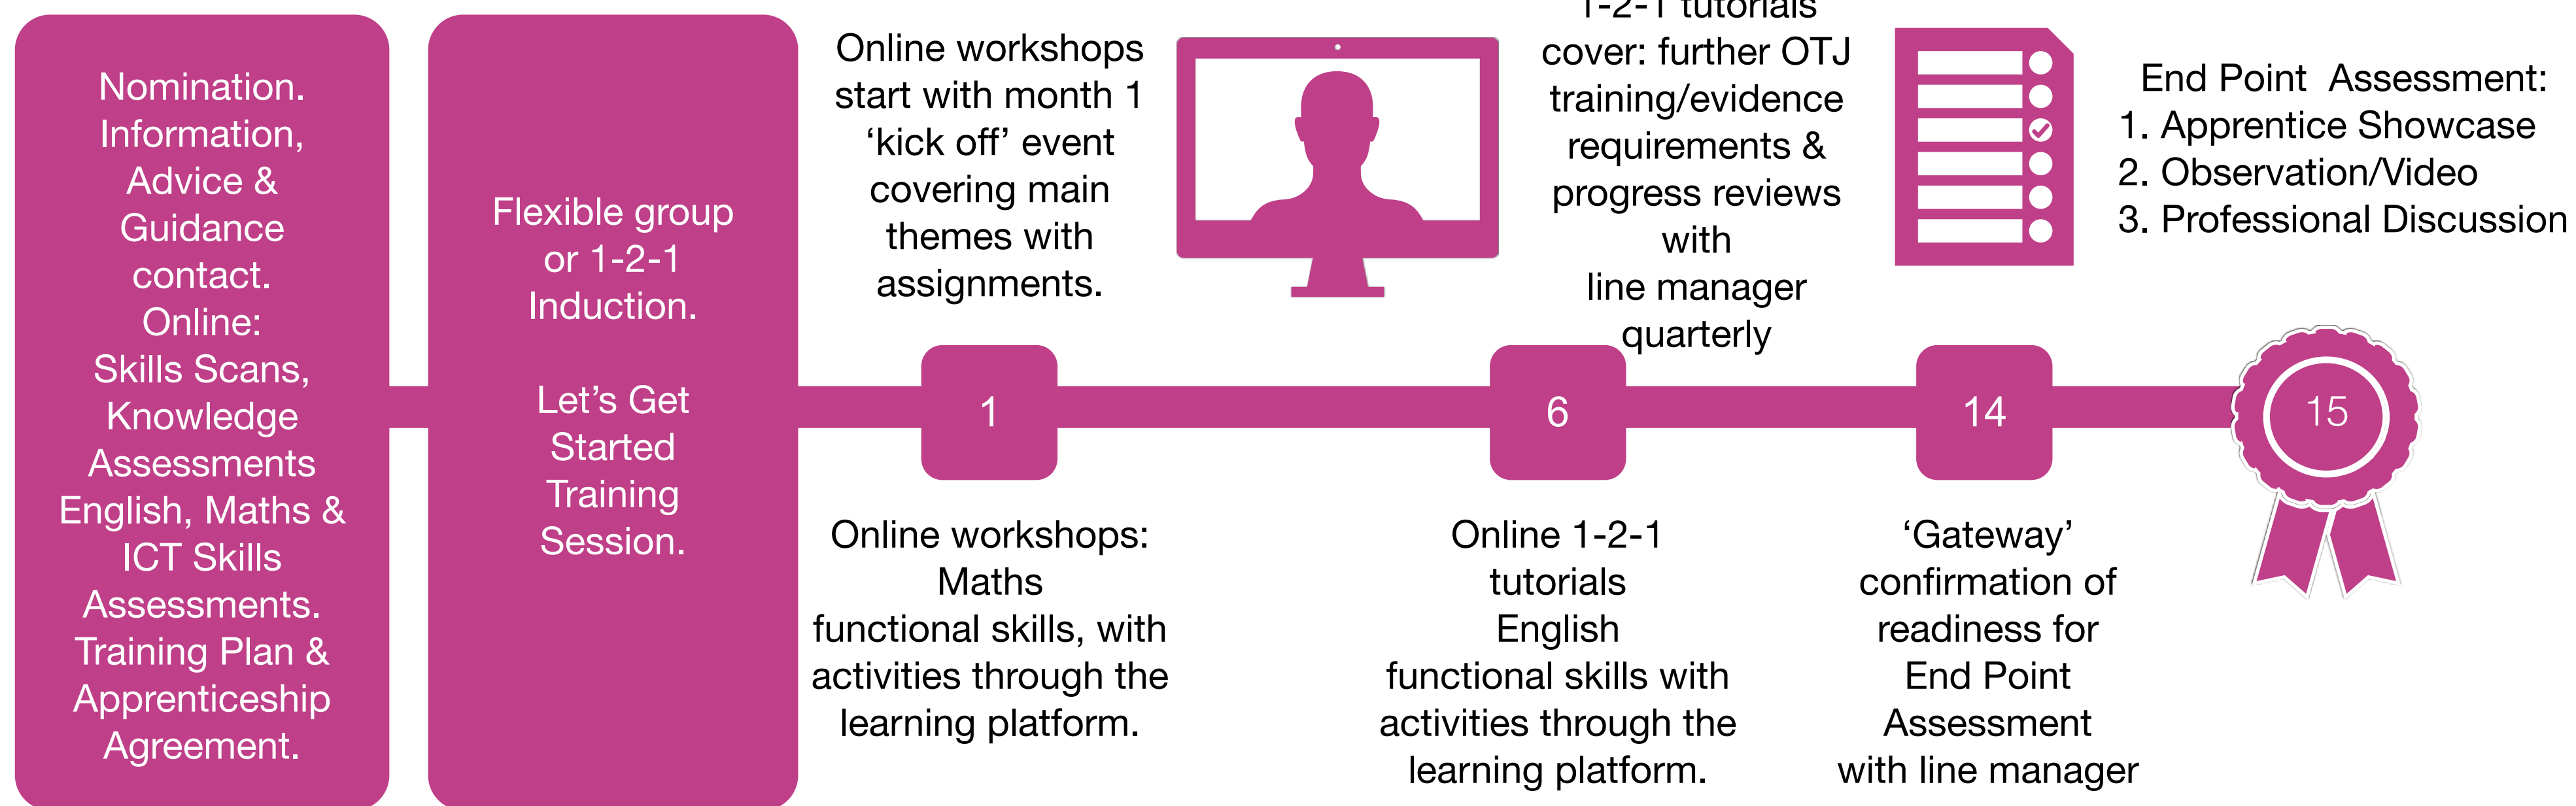 Nomination.
Information,
Advice &
Guidance
contact.
Online:
Skills Scans,
Knowledge
Assessments
English, Maths &
ICT Skills
Assessments.
Training Plan &
Apprenticeship
Agreement.
Flexible group
or 1-2-1
Induction.
Let’s Get
Started
Training
Session.
Online workshops
start with month 1
‘kick off’ event
covering main
themes with
assignments.
1
Online workshops:
Maths
functional skills, with
activities through the
learning platform.
1-2-1 tutorials
cover: further OTJ
training/evidence
requirements &
progress reviews
with
line manager
quarterly
6
Online 1-2-1
tutorials
English
functional skills with
activities through the
learning platform.
14
‘Gateway’
confirmation of
readiness for
End Point
Assessment
with line manager
End Point  Assessment:
1. Apprentice Showcase
2. Observation/Video
3. Professional Discussion
15